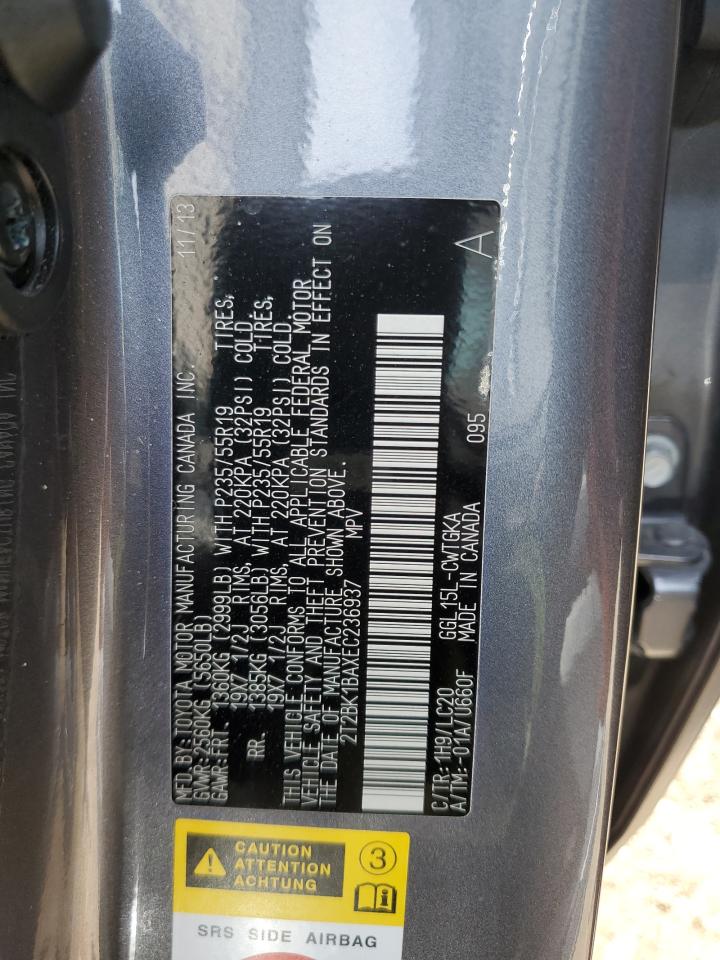 MFD. BY: TOYOTA MOTOR MANUFACTURING CANADA INC. 11/13
GVWR: 2560KG (5650LB)
GAWR: FRT. 1360KG (2998LB) WITH P235/55R19 TIRES,
19X7 1/2J RIMS, AT 220KPA (32PSI) COLD
RR. 1385KG (3056LB) WITH P235/55R19 TIRES,
19X7 1/2J RIMS, AT 220KPA (32PSI) COLD.
THIS VEHICLE CONFORMS TO ALL APPLICABLE FEDERAL MOTOR
VEHICLE SAFETY AND THEFT PREVENTION STANDARDS IN EFFECT ON
THE DATE OF MANUFACTURE SHOWN ABOVE.
2T2BK1BAXEC236937 MPV
C/TR: 1H9/LC20 GGL15L-CWTGKA 095 A
A/TM: -01A/U660F MADE IN CANADA
CAUTION
ATTENTION
ACHTUNG
3
SRS SIDE AIRBAG